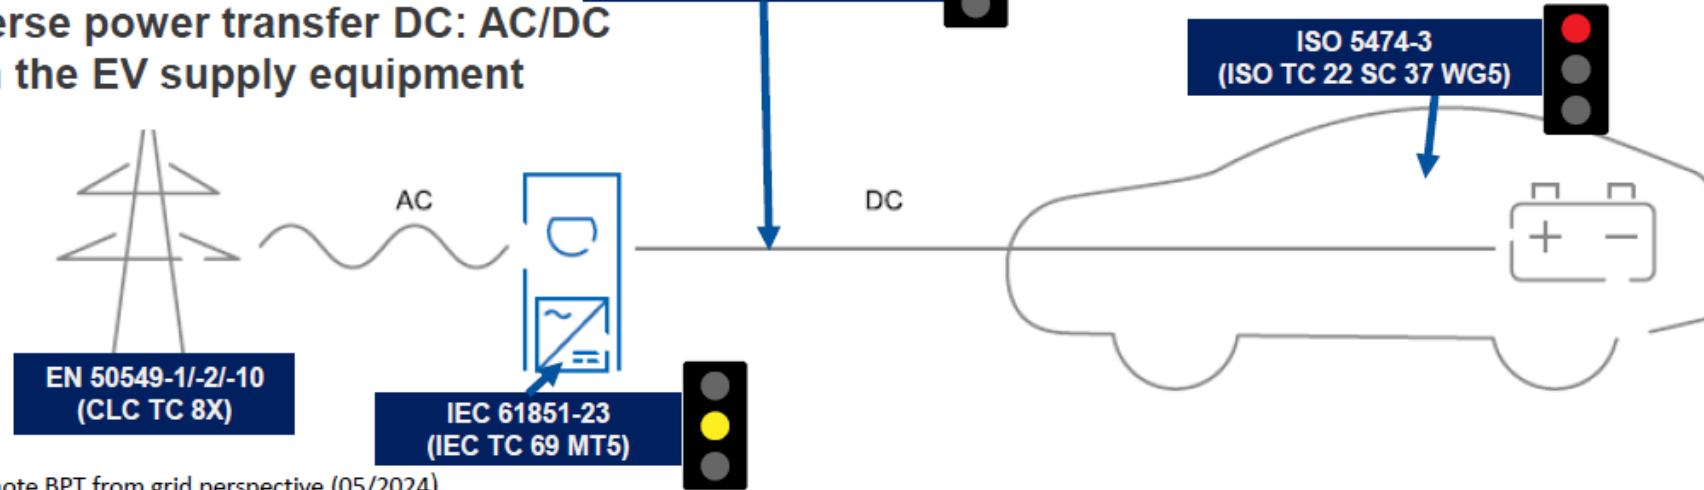 erse power transfer DC: AC/DC
the EV supply equipment
ISO 5474-3
(ISO TC 22 SC 37 WG5)
AC
DC
+ −
EN 50549-1/-2/-10
(CLC TC 8X)
IEC 61851-23
(IEC TC 69 MT5)
ote BPT from grid perspective (05/2024)